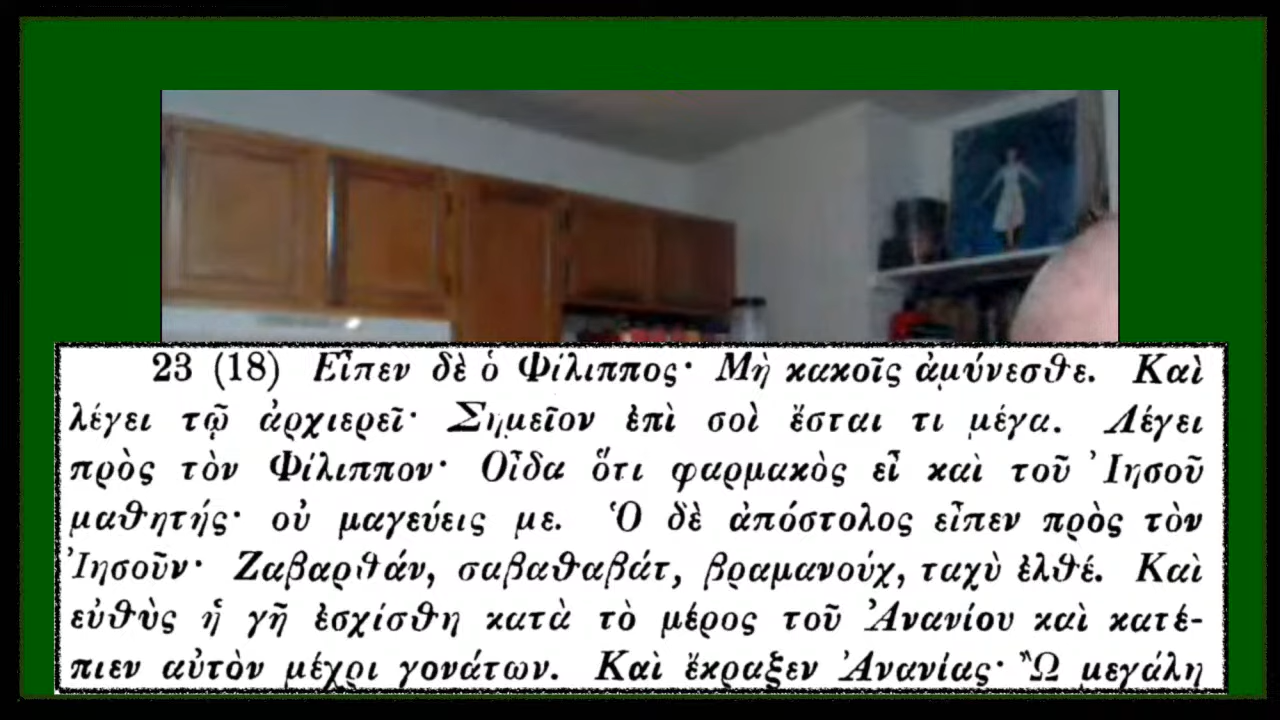 23 (18) Εἶπεν δὲ ὁ Φίλιππος· Μὴ κακοῖς ἀμύνεσθε. Καὶ
λέγει τῷ ἀρχιερεῖ· Σημεῖον ἐπὶ σοὶ ἔσται τι μέγα. Λέγει
πρὸς τὸν Φίλιππον· Οἶδα ὅτι φαρμακὸς εἶ καὶ τοῦ Ἰησοῦ
μαθητής· οὐ μαγεύεις με. Ὁ δὲ ἀπόστολος εἶπεν πρὸς τὸν
Ἰησοῦν· Ζαβαρθάν, σαβαθαβάτ, βραμανούχ, ταχὺ ἐλθέ. Καὶ
εὐθὺς ἡ γῆ ἐσχίσθη κατὰ τὸ μέρος τοῦ Ἀνανίου καὶ κατέ-
πιεν αὐτὸν μέχρι γονάτων. Καὶ ἔκραξεν Ἀνανίας· Ὢ μεγάλη